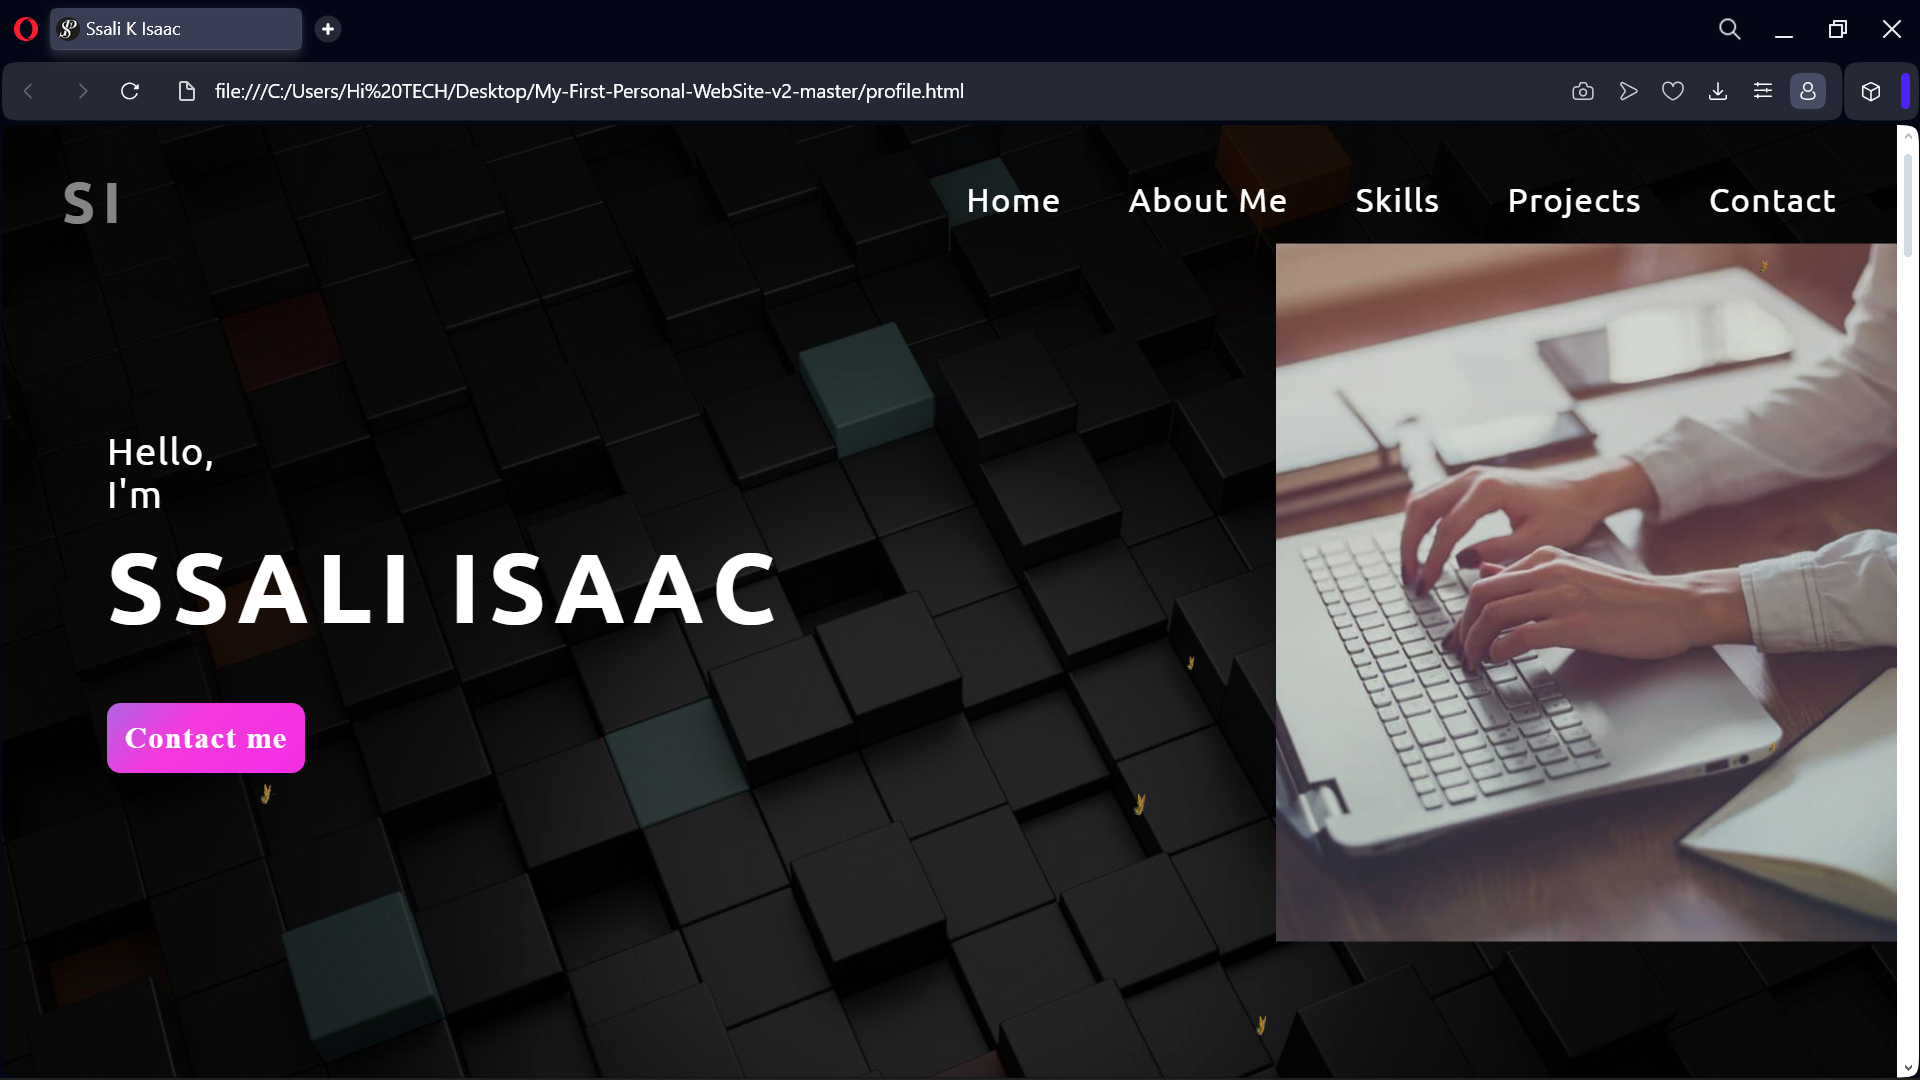 Ssali K Isaac
file:///C:/Users/Hi%20TECH/Desktop/My-First-Personal-WebSite-v2-master/profile.html
SI
Home About Me Skills Projects Contact
Hello,
I'm
SSALI ISAAC
Contact me